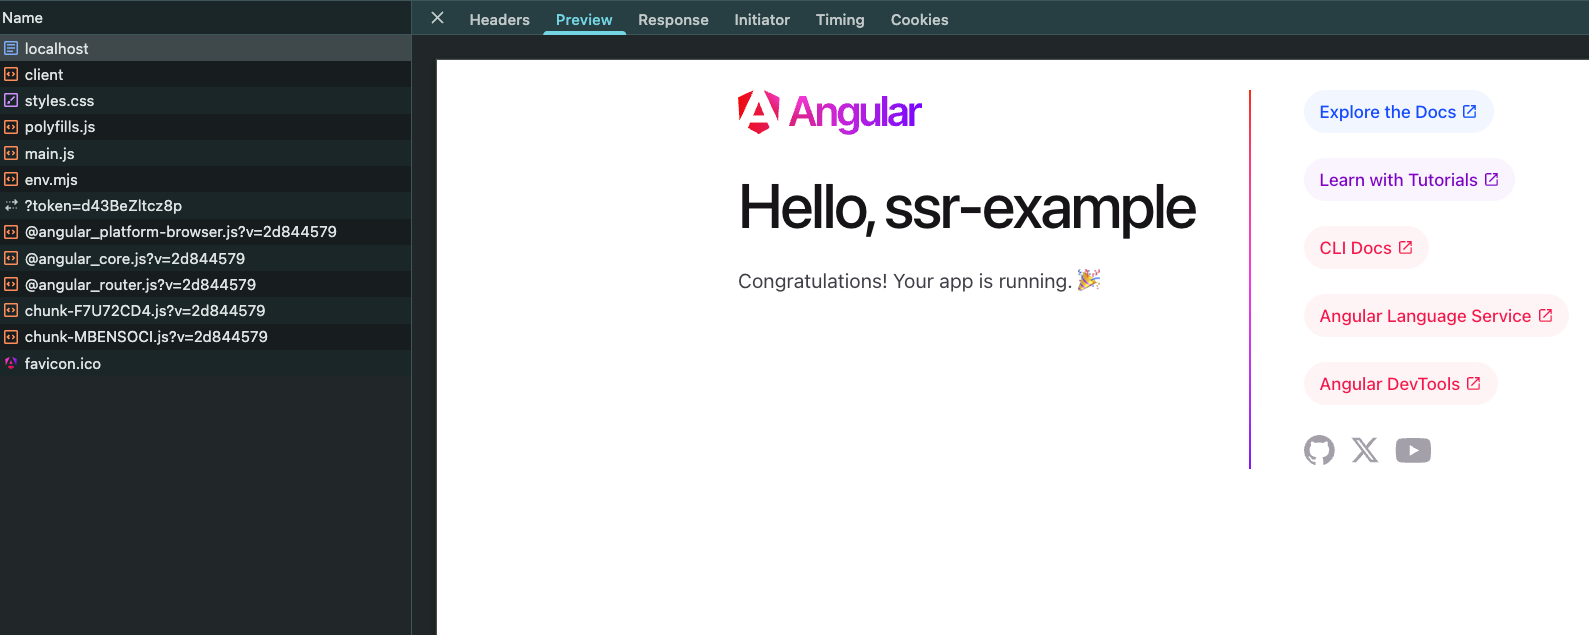 Name
localhost
client
styles.css
polyfills.js
main.js
env.mjs
?token=d43BeZltcz8p
@angular_platform-browser.js?v=2d844579
@angular_core.js?v=2d844579
@angular_router.js?v=2d844579
chunk-F7U72CD4.js?v=2d844579
chunk-MBENSOCI.js?v=2d844579
favicon.ico
Headers Preview Response Initiator Timing Cookies
Angular
Hello, ssr-example
Congratulations! Your app is running. 🎉
Explore the Docs
Learn with Tutorials
CLI Docs
Angular Language Service
Angular DevTools